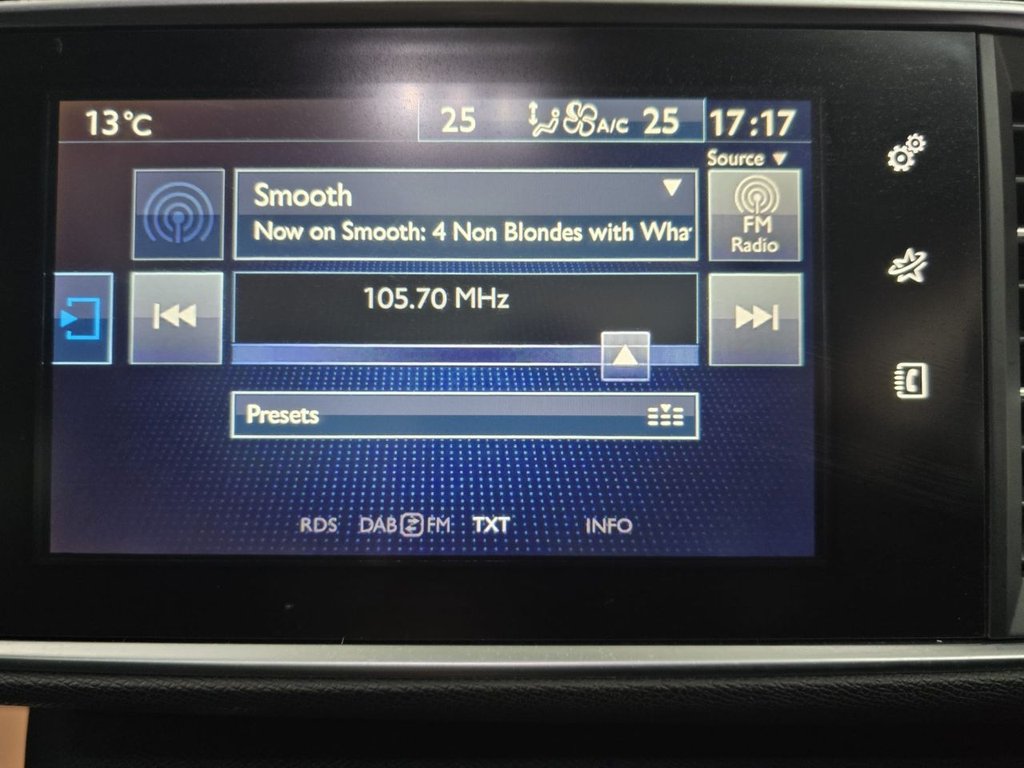 13°C 25 A/C 25 17:17
Source
Smooth
Now on Smooth: 4 Non Blondes with Wha
FM
Radio
105.70 MHz
Presets
RDS DAB FM TXT INFO